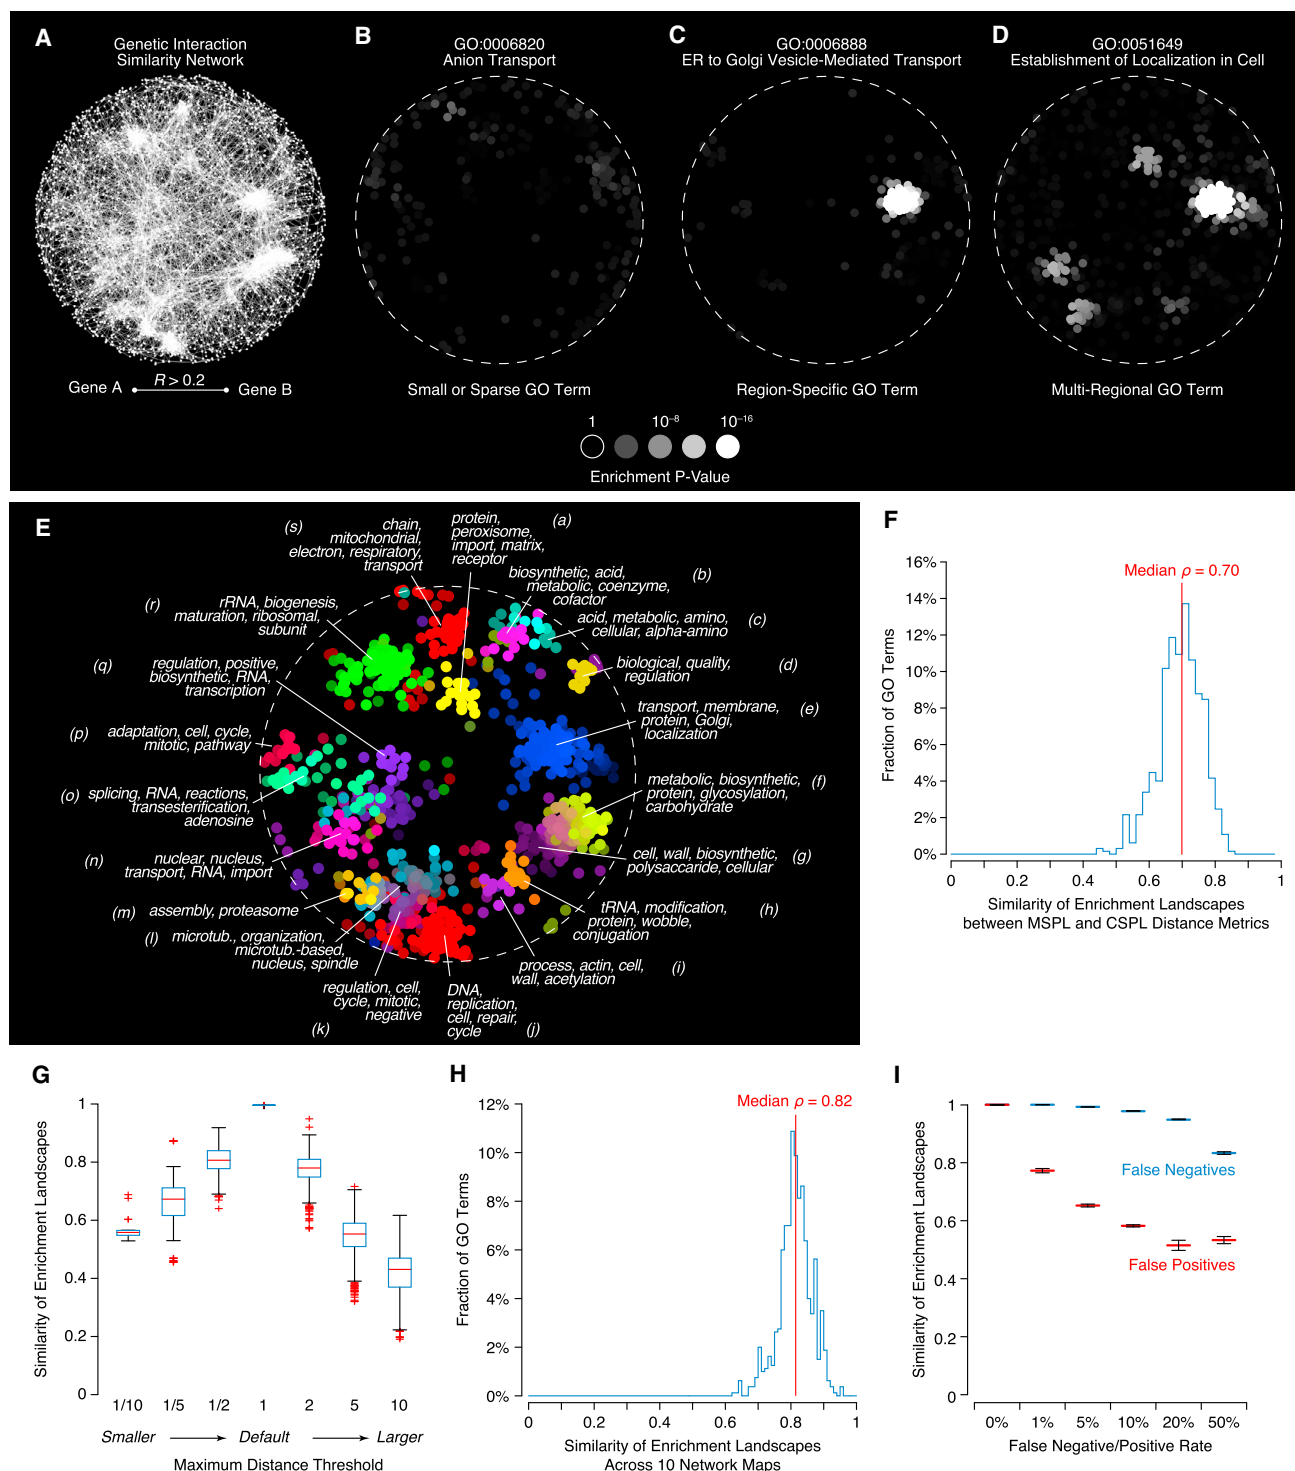 A
Genetic Interaction
Similarity Network
Gene A
R > 0.2
Gene B
B
GO:0006820
Anion Transport
Small or Sparse GO Term
C
GO:0006888
ER to Golgi Vesicle-Mediated Transport
Region-Specific GO Term
D
GO:0051649
Establishment of Localization in Cell
Multi-Regional GO Term
1
10⁻⁸
10⁻¹⁶
Enrichment P-Value
E
(s)
chain,
mitochondrial,
electron, respiratory,
transport
protein,
peroxisome,
import, matrix,
receptor
(a)
biosynthetic, acid,
metabolic, coenzyme,
cofactor
(b)
acid, metabolic, amino,
cellular, alpha-amino
(c)
biological, quality,
regulation
(d)
transport, membrane,
protein, Golgi,
localization
(e)
metabolic, biosynthetic,
protein, glycosylation,
carbohydrate
(f)
cell, wall, biosynthetic,
polysaccaride, cellular
(g)
tRNA, modification,
protein, wobble,
conjugation
(h)
process, actin, cell,
wall, acetylation
(i)
DNA,
replication,
cell, repair,
cycle
(j)
regulation, cell,
cycle, mitotic,
negative
(k)
(l)
microtub., organization,
microtub.-based,
nucleus, spindle
(m)
assembly, proteasome
(n)
nuclear, nucleus,
transport, RNA, import
(o)
splicing, RNA, reactions,
transesterification,
adenosine
(p)
adaptation, cell, cycle,
mitotic, pathway
(q)
regulation, positive,
biosynthetic, RNA,
transcription
(r)
rRNA, biogenesis,
maturation, ribosomal,
subunit
F
Median ρ = 0.70
Fraction of GO Terms
16%
14%
12%
10%
8%
6%
4%
2%
0%
0 0.2 0.4 0.6 0.8 1
Similarity of Enrichment Landscapes
between MSPL and CSPL Distance Metrics
G
Similarity of Enrichment Landscapes
1
0.8
0.6
0.4
0.2
0
1/10 1/5 1/2 1 2 5 10
Smaller Default Larger
Maximum Distance Threshold
H
Median ρ = 0.82
Fraction of GO Terms
12%
10%
8%
6%
4%
2%
0%
0 0.2 0.4 0.6 0.8 1
Similarity of Enrichment Landscapes
Across 10 Network Maps
I
Similarity of Enrichment Landscapes
1
0.8
0.6
0.4
0.2
0
False Negatives
False Positives
0% 1% 5% 10% 20% 50%
False Negative/Positive Rate